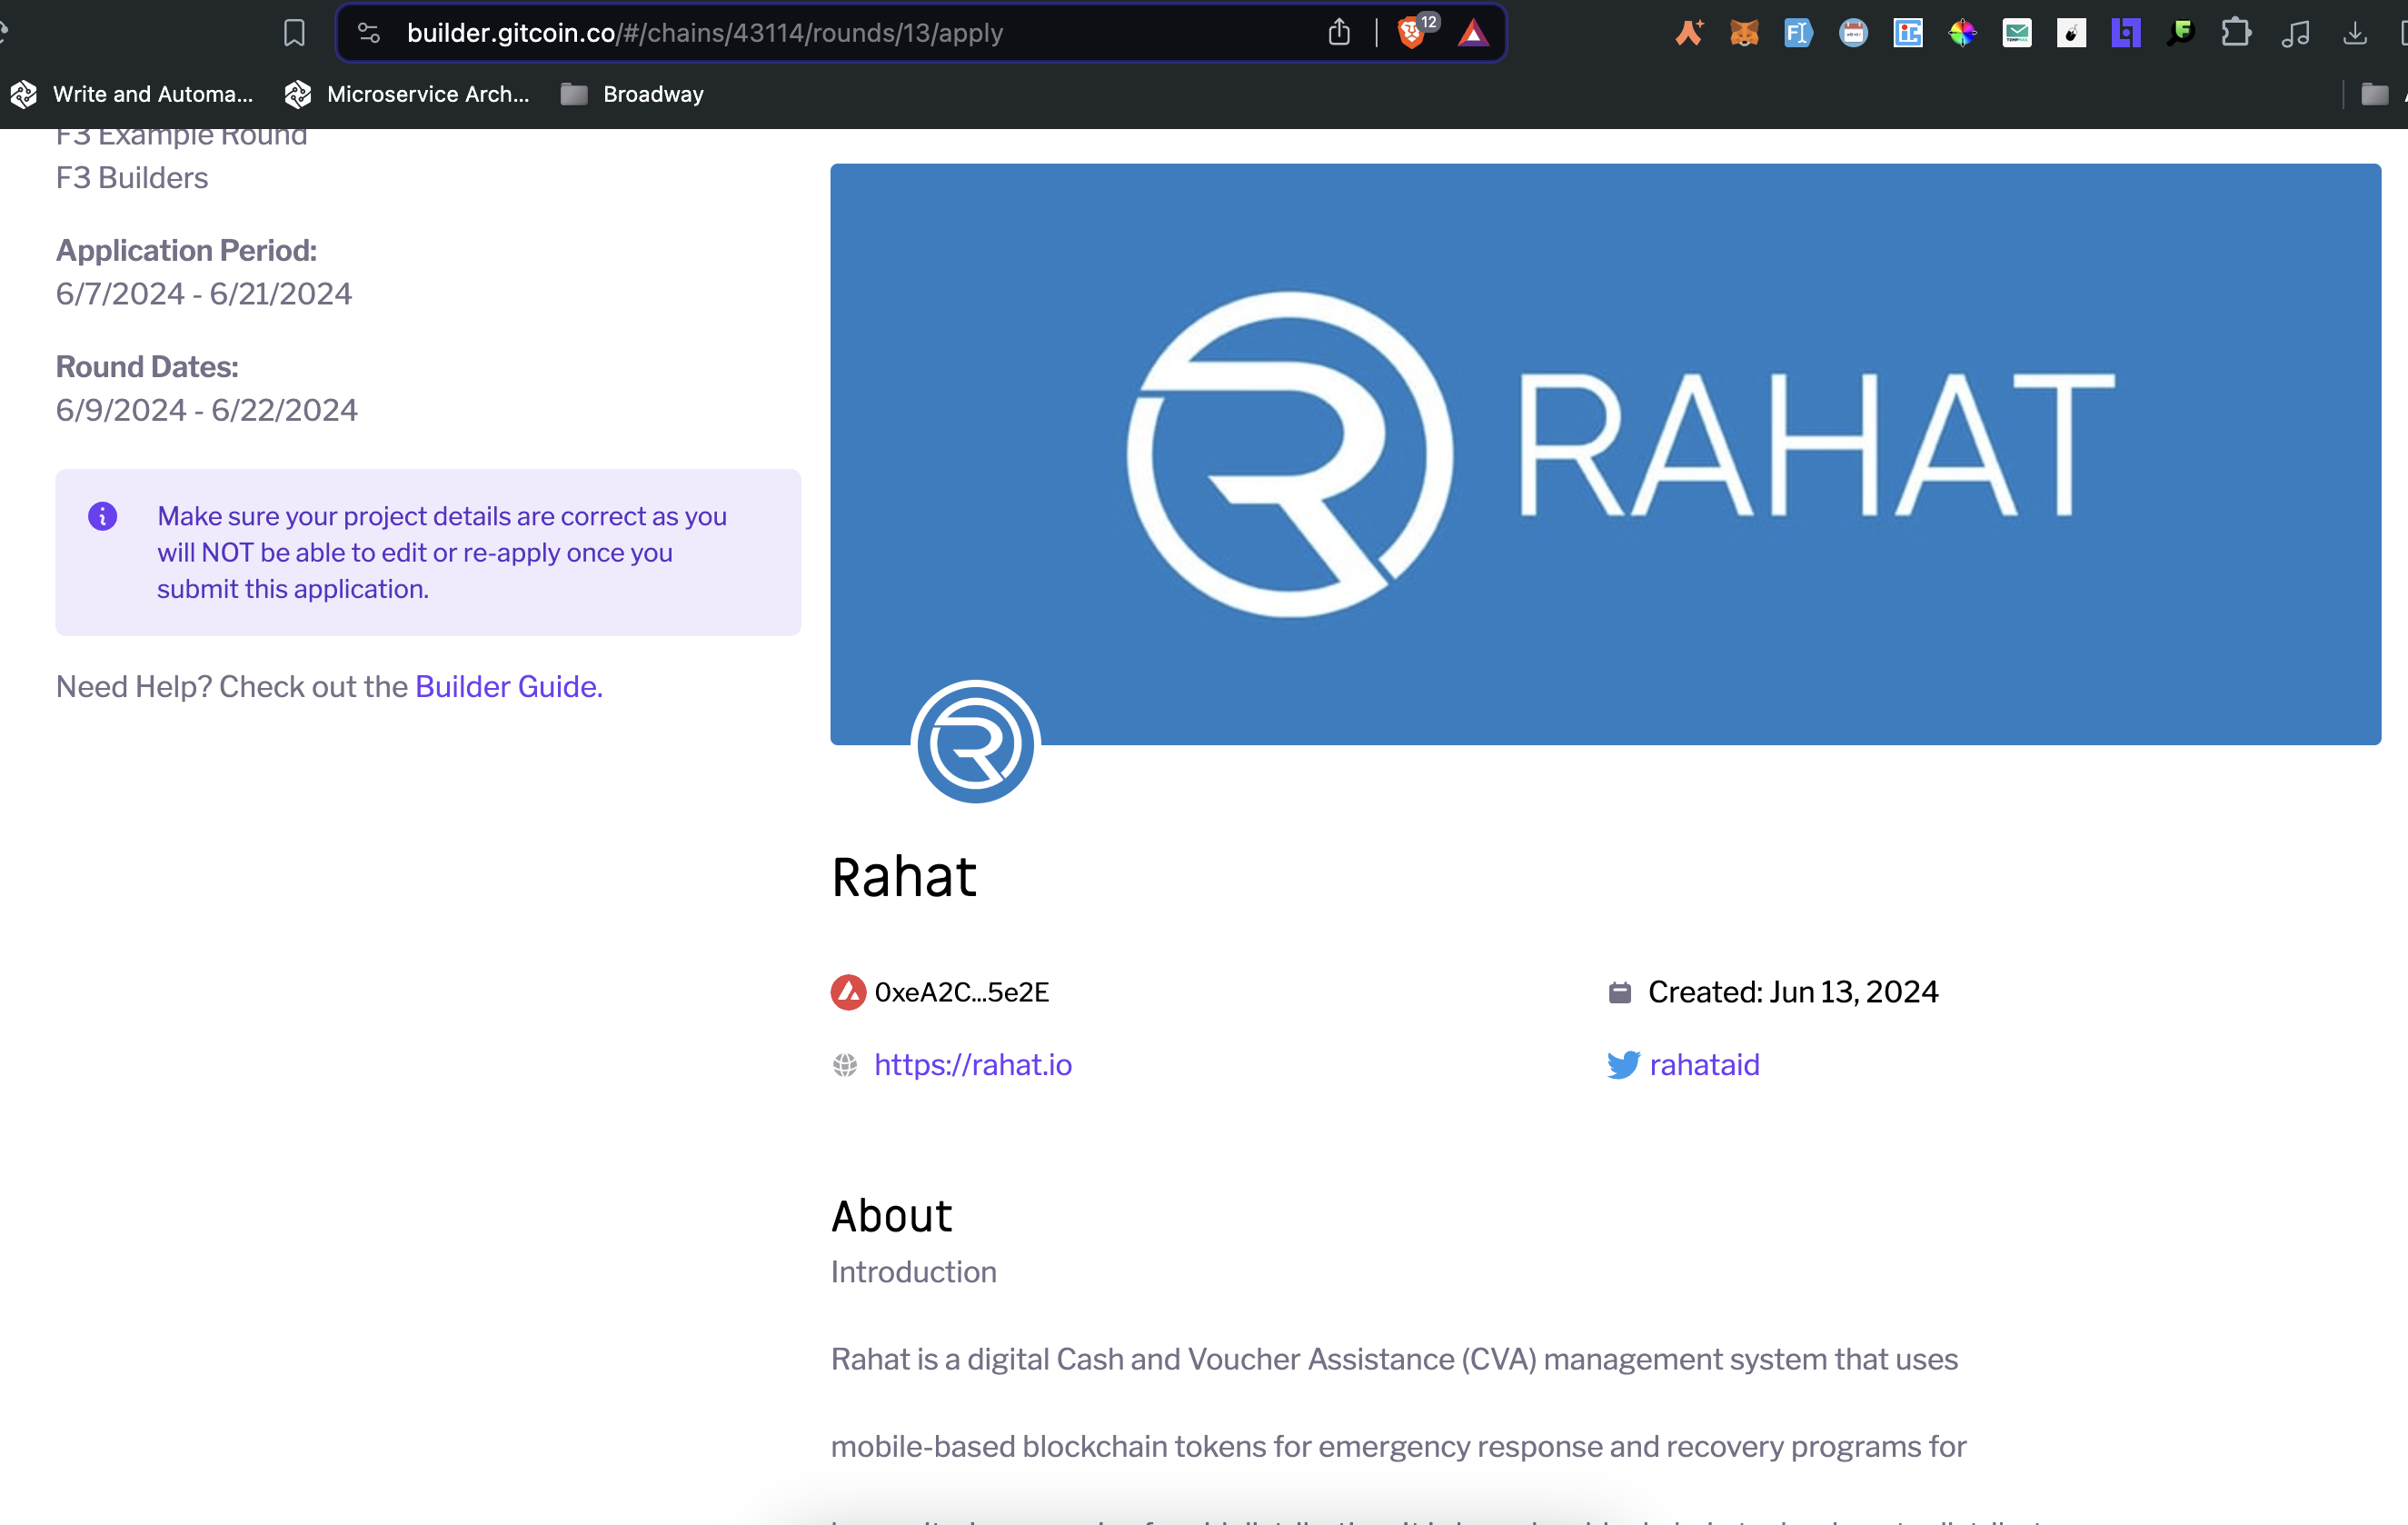 builder.gitcoin.co/#/chains/43114/rounds/13/apply
12
Write and Automa...
Microservice Arch...
Broadway
F3 Example Round
F3 Builders
Application Period:
6/7/2024 - 6/21/2024
Round Dates:
6/9/2024 - 6/22/2024
Make sure your project details are correct as you
will NOT be able to edit or re-apply once you
submit this application.
Need Help? Check out the Builder Guide.
RAHAT
Rahat
0xeA2C...5e2E
Created: Jun 13, 2024
https://rahat.io
rahataid
About
Introduction
Rahat is a digital Cash and Voucher Assistance (CVA) management system that uses
mobile-based blockchain tokens for emergency response and recovery programs for